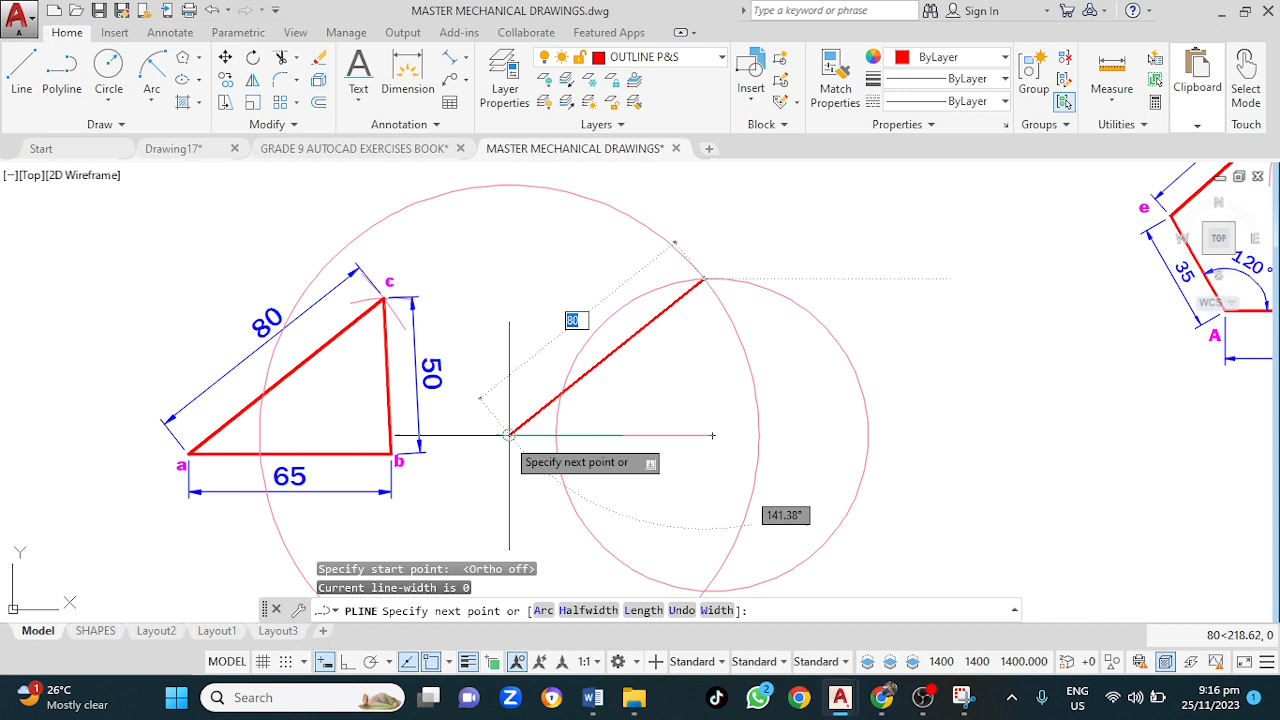 MASTER MECHANICAL DRAWINGS.dwg
Type a keyword or phrase
Sign In
Home Insert Annotate Parametric View Manage Output Add-ins Collaborate Featured Apps
Line Polyline Circle Arc
Text Dimension
Layer Properties
OUTLINE P&S
Insert
Match Properties
ByLayer
ByLayer
ByLayer
Group
Measure
Clipboard
Select Mode
Draw Modify Annotation Layers Block Properties Groups Utilities Touch
Start Drawing17* GRADE 9 AUTOCAD EXERCISES BOOK* MASTER MECHANICAL DRAWINGS*
[-][Top][2D Wireframe]
N
W TOP E
S
WCS
e
35
120°
A
c
80
50
a
65
b
80
Specify next point or
141.38°
Y
X
Specify start point: <Ortho off>
Current line-width is 0
PLINE Specify next point or [Arc Halfwidth Length Undo Width]:
Model SHAPES Layout2 Layout1 Layout3
80<218.62, 0
MODEL 1:1 Standard Standard Standard 1400 1400 1400.000 +0
1
26°C
Mostly clear
Search
2
ENG
US
9:16 pm
25/11/2023
1